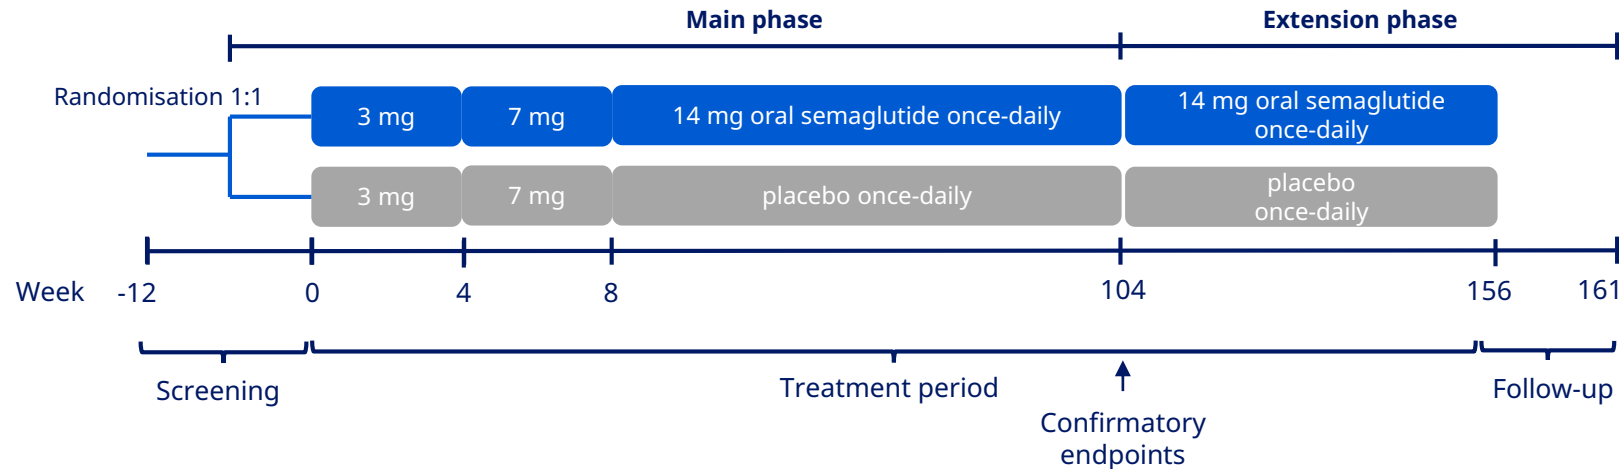 Main phase
Extension phase
Randomisation 1:1
3 mg
7 mg
14 mg oral semaglutide once-daily
14 mg oral semaglutide
once-daily
3 mg
7 mg
placebo once-daily
placebo
once-daily
Week
-12
0
4
8
104
156
161
Screening
Treatment period
Follow-up
Confirmatory
endpoints